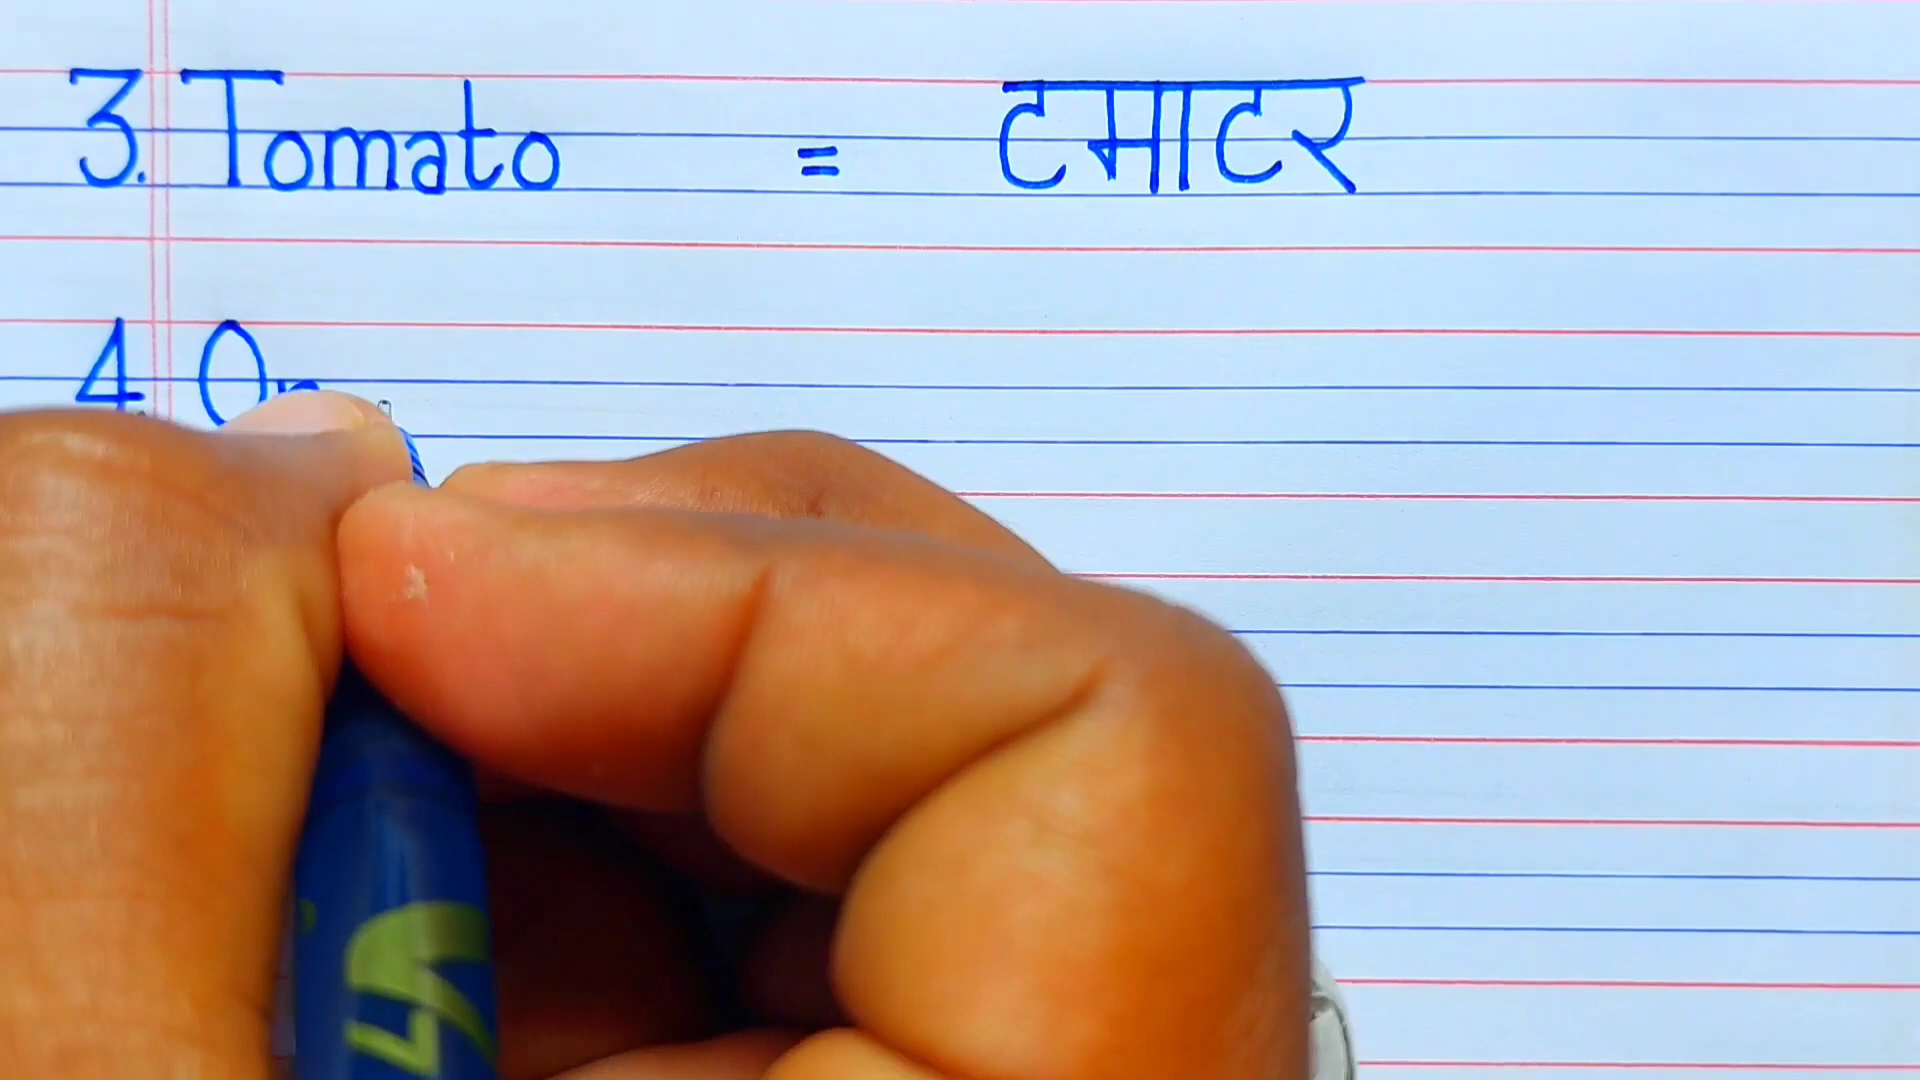 3. Tomato = टमाटर
4. On